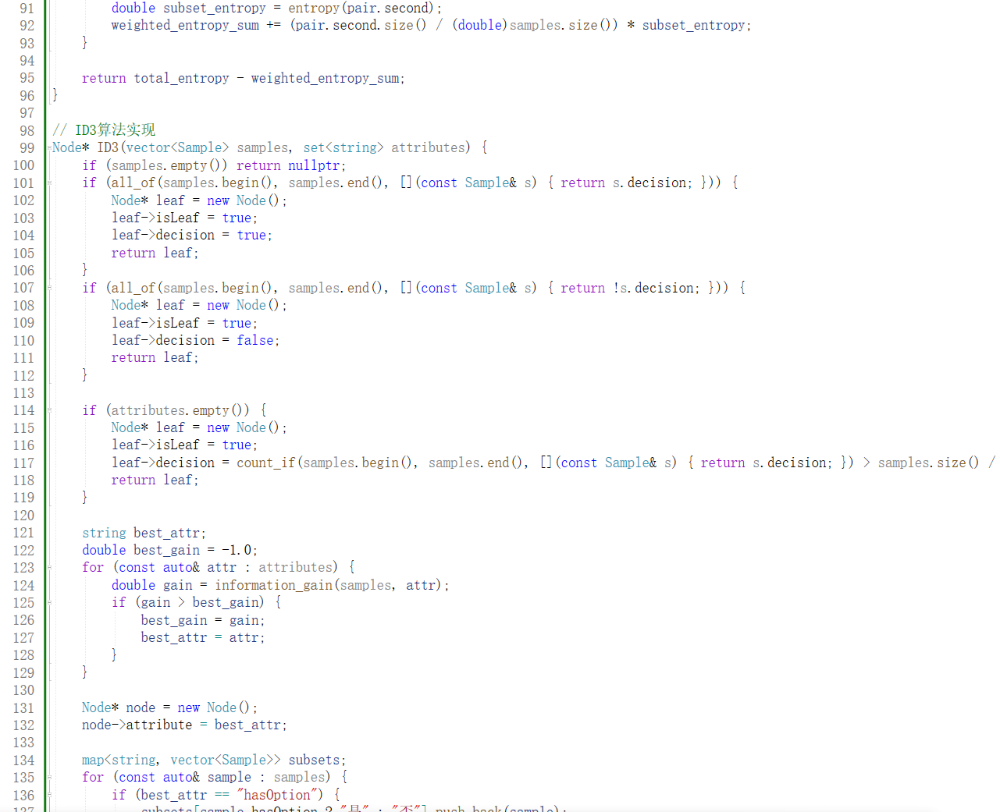 91 double subset_entropy = entropy(pair.second);
92 weighted_entropy_sum += (pair.second.size() / (double)samples.size()) * subset_entropy;
93 }
94
95 return total_entropy - weighted_entropy_sum;
96 }
97
98 // ID3算法实现
99 Node* ID3(vector<Sample> samples, set<string> attributes) {
100 if (samples.empty()) return nullptr;
101 if (all_of(samples.begin(), samples.end(), [](const Sample& s) { return s.decision; })) {
102 Node* leaf = new Node();
103 leaf->isLeaf = true;
104 leaf->decision = true;
105 return leaf;
106 }
107 if (all_of(samples.begin(), samples.end(), [](const Sample& s) { return !s.decision; })) {
108 Node* leaf = new Node();
109 leaf->isLeaf = true;
110 leaf->decision = false;
111 return leaf;
112 }
113
114 if (attributes.empty()) {
115 Node* leaf = new Node();
116 leaf->isLeaf = true;
117 leaf->decision = count_if(samples.begin(), samples.end(), [](const Sample& s) { return s.decision; }) > samples.size() /
118 return leaf;
119 }
120
121 string best_attr;
122 double best_gain = -1.0;
123 for (const auto& attr : attributes) {
124 double gain = information_gain(samples, attr);
125 if (gain > best_gain) {
126 best_gain = gain;
127 best_attr = attr;
128 }
129 }
130
131 Node* node = new Node();
132 node->attribute = best_attr;
133
134 map<string, vector<Sample>> subsets;
135 for (const auto& sample : samples) {
136 if (best_attr == "hasOption") {
137 subsets[sample.hasOption ? "是" : "否"].push_back(sample);